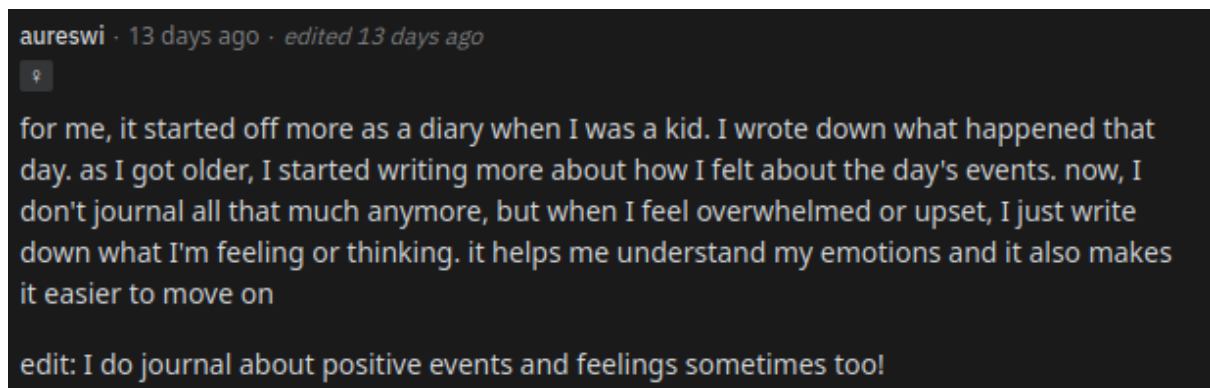 aureswi · 13 days ago · edited 13 days ago
♀
for me, it started off more as a diary when I was a kid. I wrote down what happened that
day. as I got older, I started writing more about how I felt about the day's events. now, I
don't journal all that much anymore, but when I feel overwhelmed or upset, I just write
down what I'm feeling or thinking. it helps me understand my emotions and it also makes
it easier to move on
edit: I do journal about positive events and feelings sometimes too!